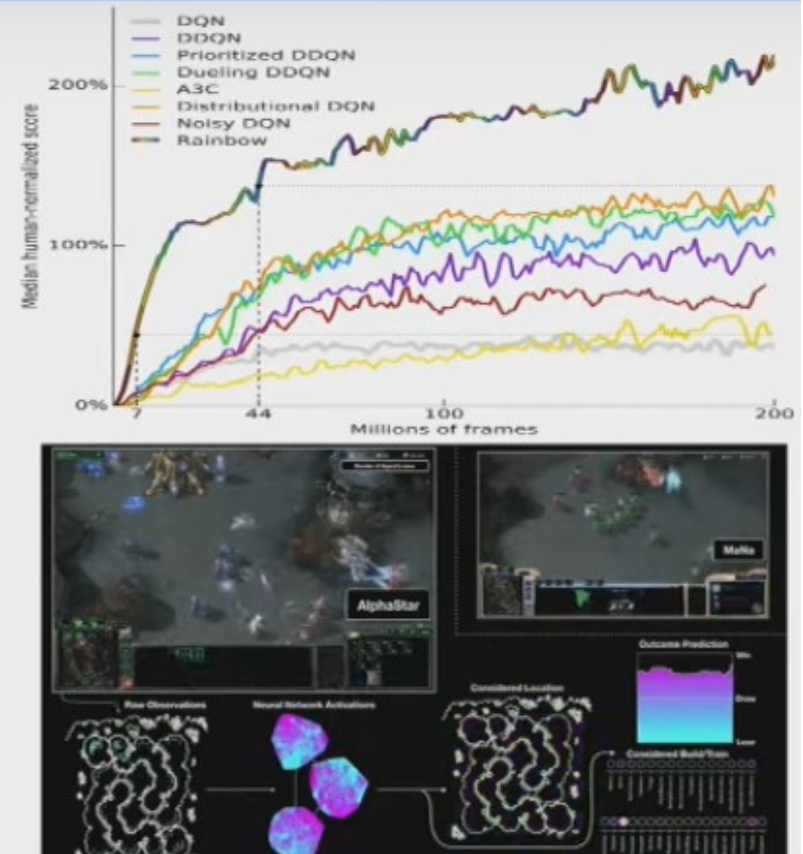 DQN
DDQN
Prioritized DDQN
Dueling DDQN
A3C
Distributional DQN
Noisy DQN
Rainbow
Median human-normalized score
200%
100%
0%
7
44
100
200
Millions of frames
AlphaStar
MaNa
Raw Observations
Neural Network Activations
Considered Location
Outcome Prediction
Win
Draw
Lose
Considered Build/Train